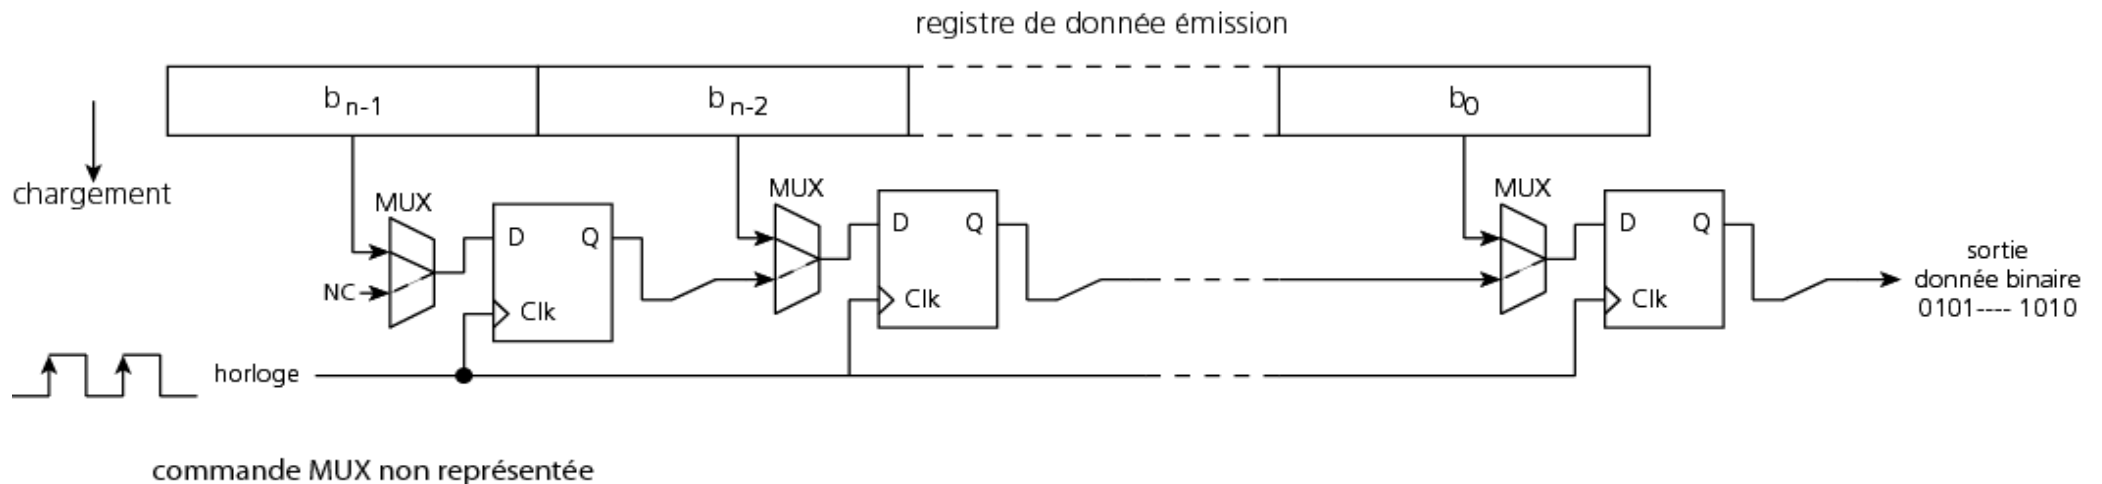 registre de donnée émission
b n-1
b n-2
b0
chargement
MUX
MUX
MUX
D Q
D Q
D Q
NC
Clk
Clk
Clk
sortie
donnée binaire
0101---- 1010
horloge
commande MUX non représentée